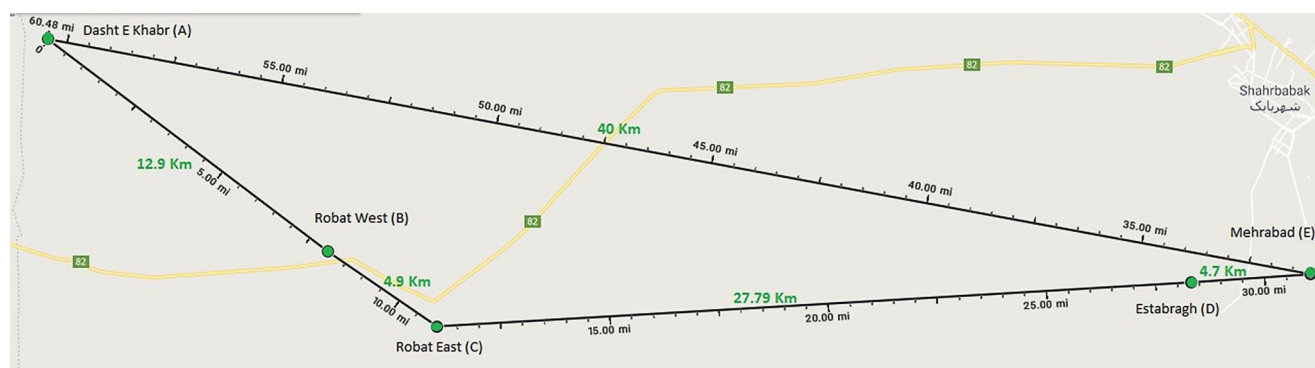 60.48 mi
Dasht E Khabr (A)
0
55.00 mi
82
82
82
Shahrbabak
شهربابک
50.00 mi
40 Km
45.00 mi
12.9 Km
5.00 mi
40.00 mi
Robat West (B)
82
35.00 mi
Mehrabad (E)
82
4.9 Km
4.7 Km
10.00 mi
27.79 Km
30.00 mi
15.00 mi
20.00 mi
25.00 mi
Estabragh (D)
Robat East (C)